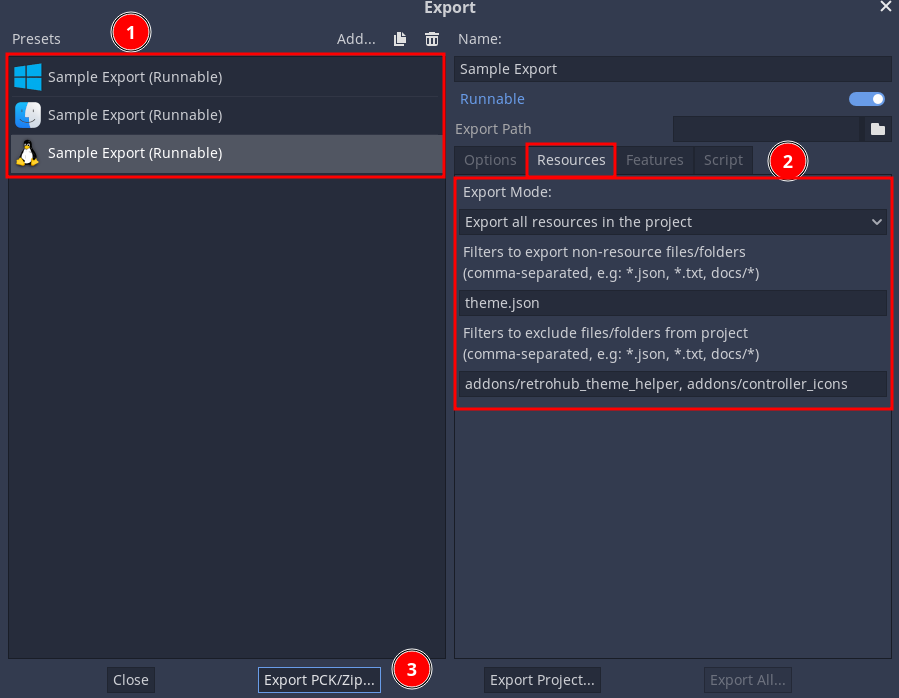 Export
Presets
1
Add...
Sample Export (Runnable)
Sample Export (Runnable)
Sample Export (Runnable)
Name:
Sample Export
Runnable
Export Path
Options Resources Features Script
2
Export Mode:
Export all resources in the project
Filters to export non-resource files/folders
(comma-separated, e.g: *.json, *.txt, docs/*)
theme.json
Filters to exclude files/folders from project
(comma-separated, e.g: *.json, *.txt, docs/*)
addons/retrohub_theme_helper, addons/controller_icons
Close
Export PCK/Zip...
3
Export Project...
Export All...